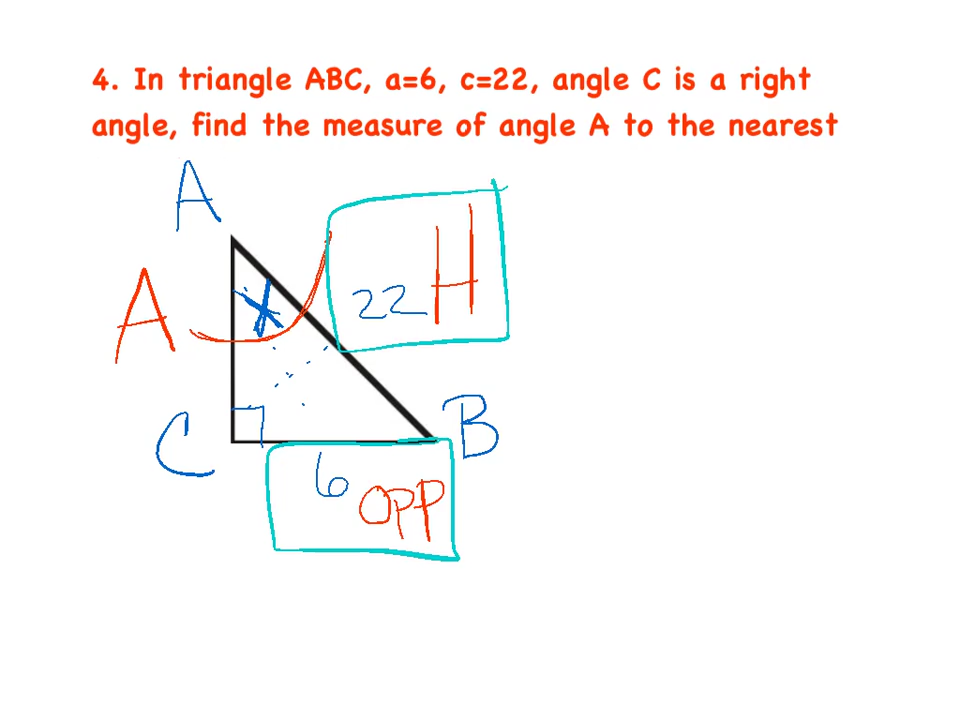 4. In triangle ABC, a=6, c=22, angle C is a right
angle, find the measure of angle A to the nearest
A
H
22
A
X
C
B
6
OPP